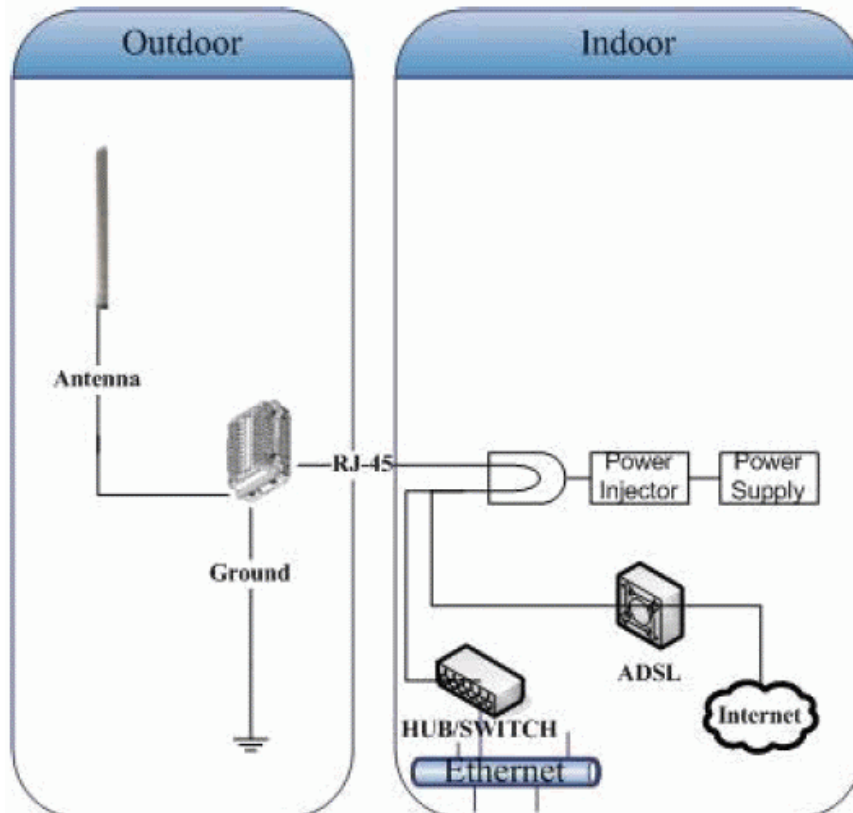 Outdoor
Indoor
Antenna
RJ-45
Power
Injector
Power
Supply
Ground
ADSL
Internet
HUB/SWITCH
Ethernet